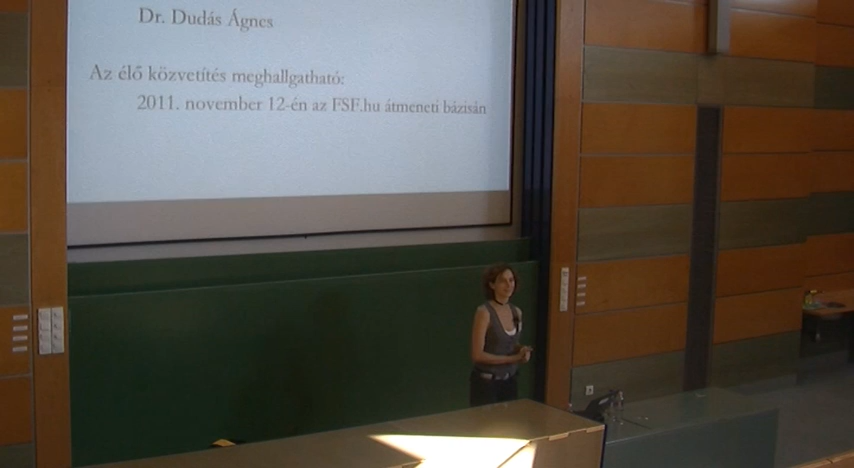 Dr. Dudás Ágnes
Az élő közvetítés meghallgatható:
2011. november 12-én az FSF.hu átmeneti bázisán